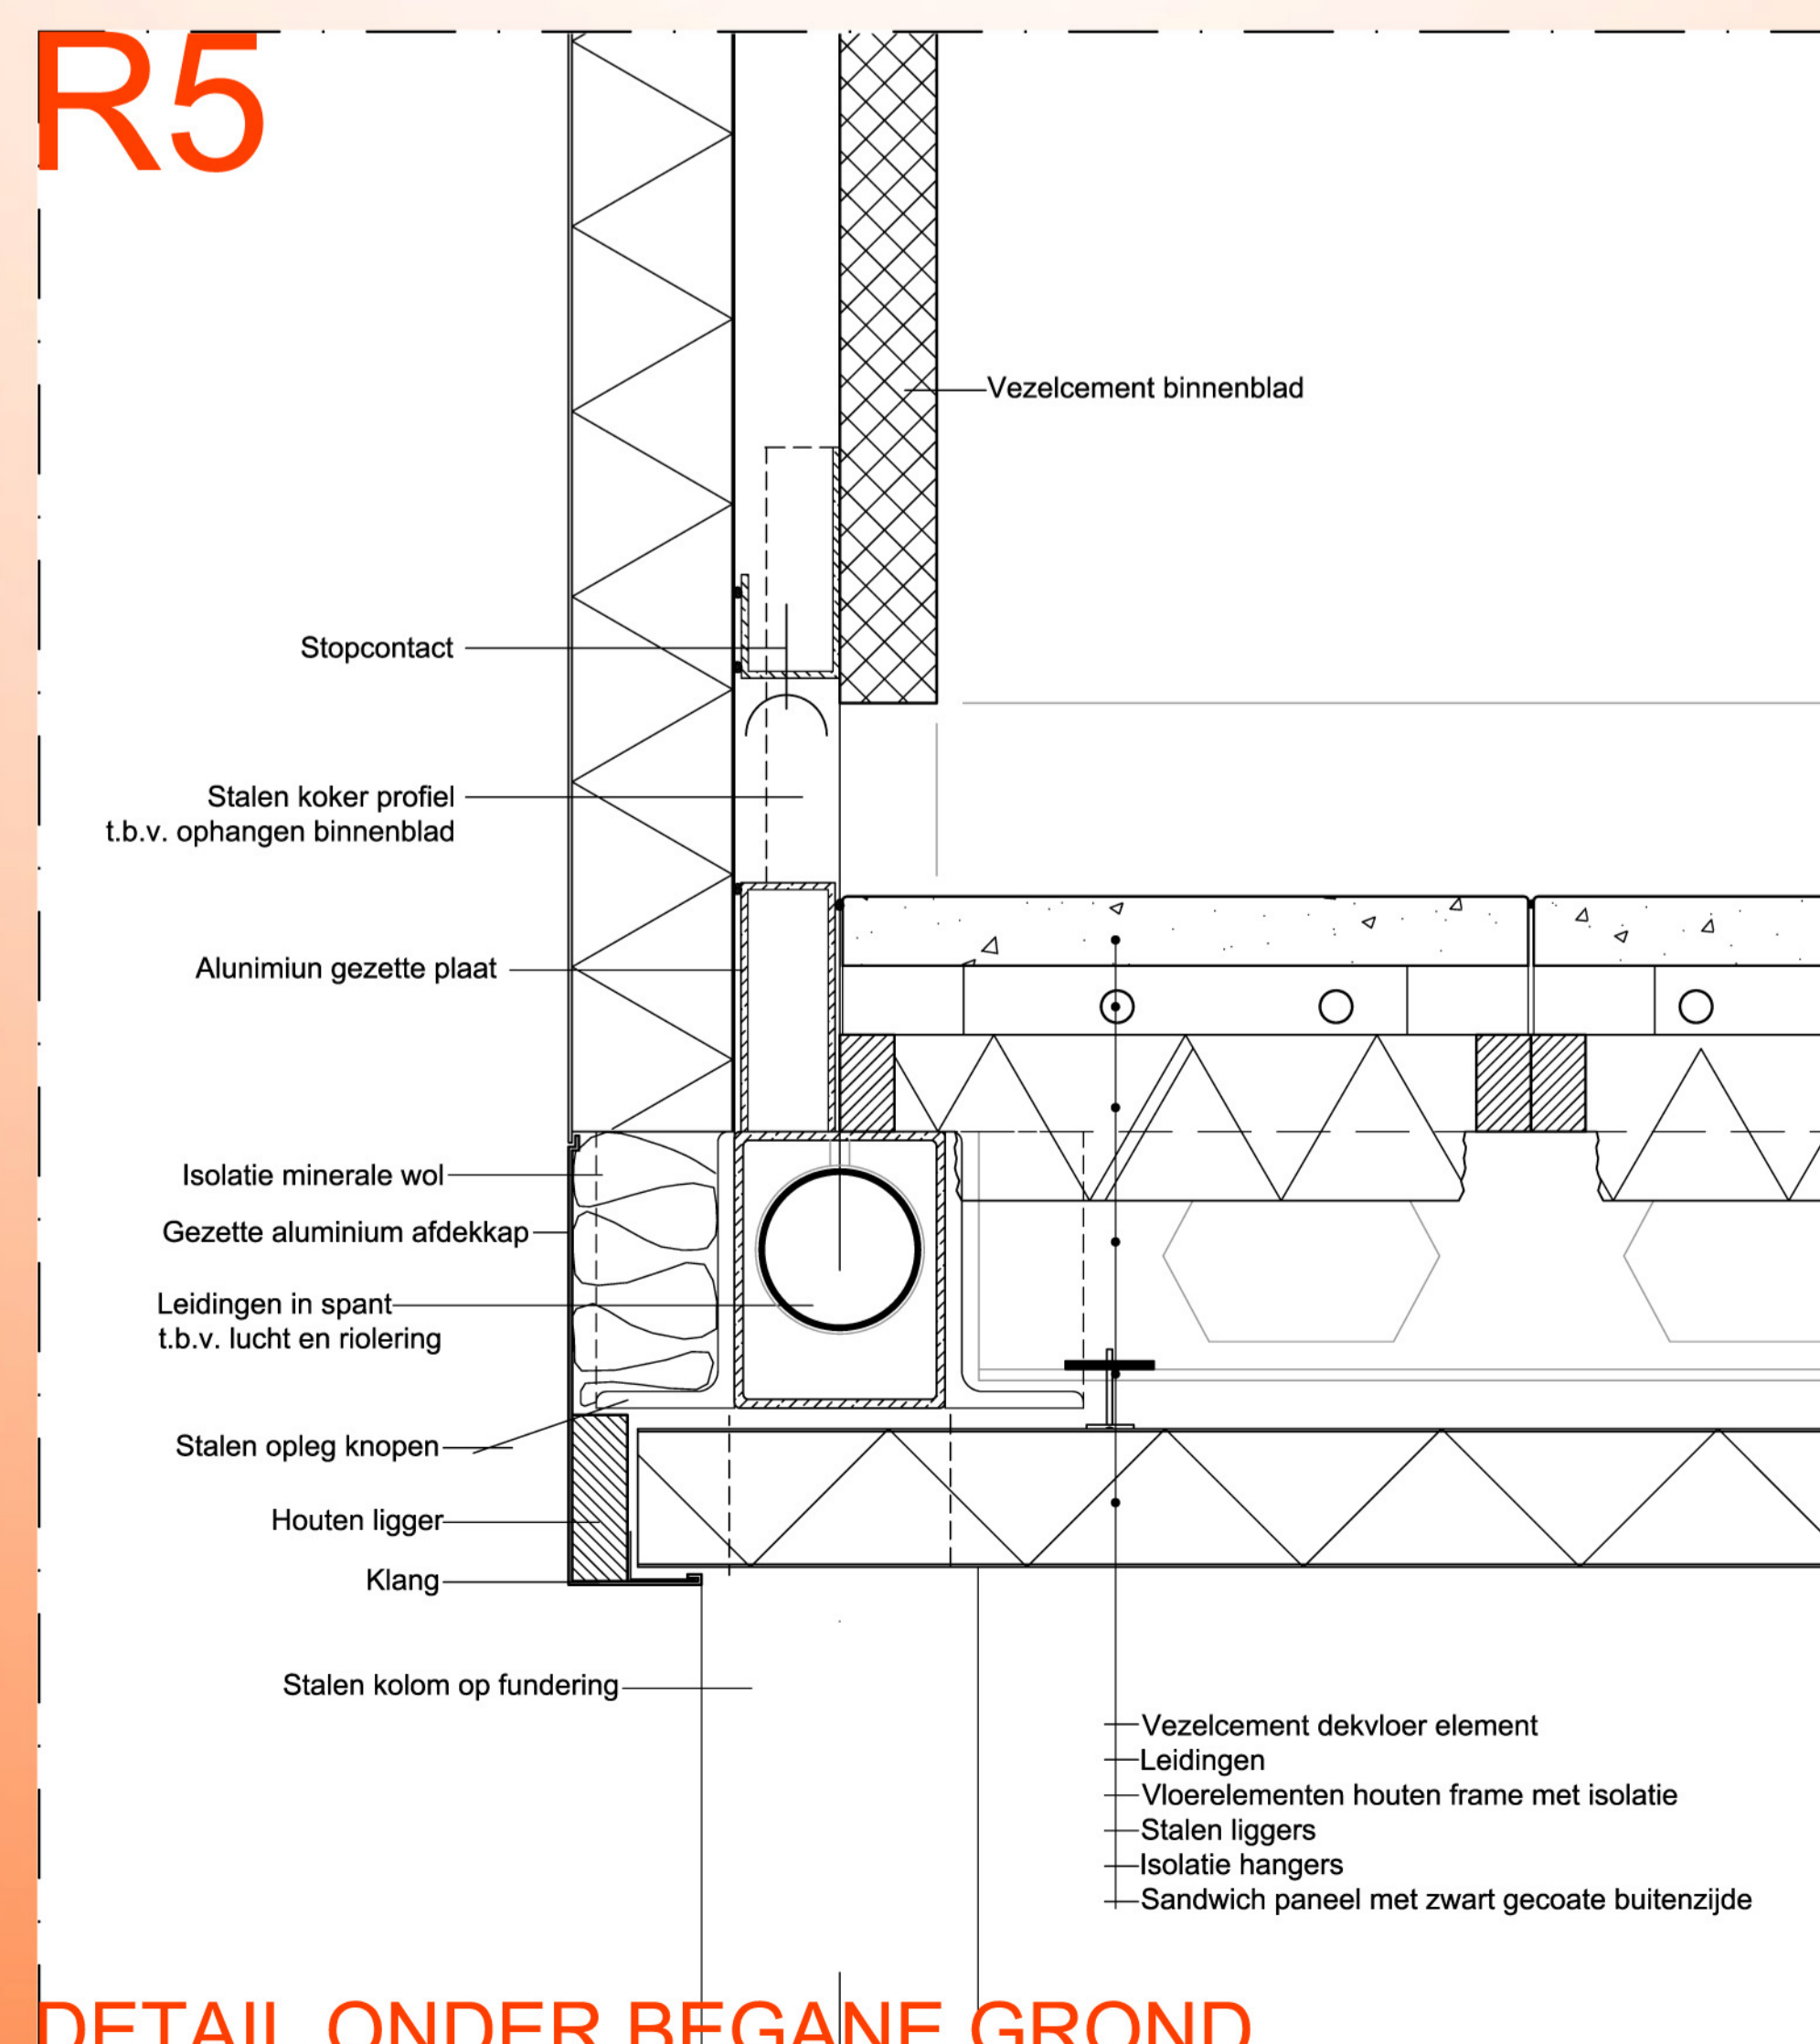 R5
Vezelcement binnenblad
Stopcontact
Stalen koker profiel
t.b.v. ophangen binnenblad
Alunimiun gezette plaat
Isolatie minerale wol
Gezette aluminium afdekkap
Leidingen in spant
t.b.v. lucht en riolering
Stalen opleg knopen
Houten ligger
Klang
Stalen kolom op fundering
Vezelcement dekvloer element
Leidingen
Vloerelementen houten frame met isolatie
Stalen liggers
Isolatie hangers
Sandwich paneel met zwart gecoate buitenzijde
DETAIL ONDER BEGANE GROND